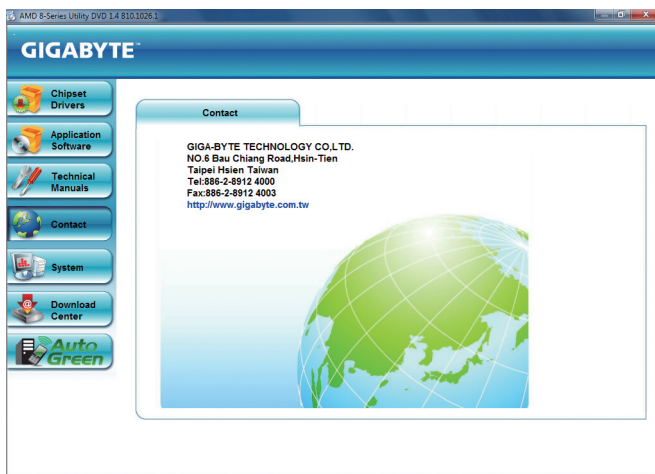 AMD 8-Series Utility DVD 1.4 B10.1026.1
GIGABYTE™
Chipset
Drivers
Application
Software
Technical
Manuals
Contact
System
Download
Center
Auto
Green
Contact
GIGA-BYTE TECHNOLOGY CO,LTD.
NO.6 Bau Chiang Road,Hsin-Tien
Taipei Hsien Taiwan
Tel:886-2-8912 4000
Fax:886-2-8912 4003
http://www.gigabyte.com.tw